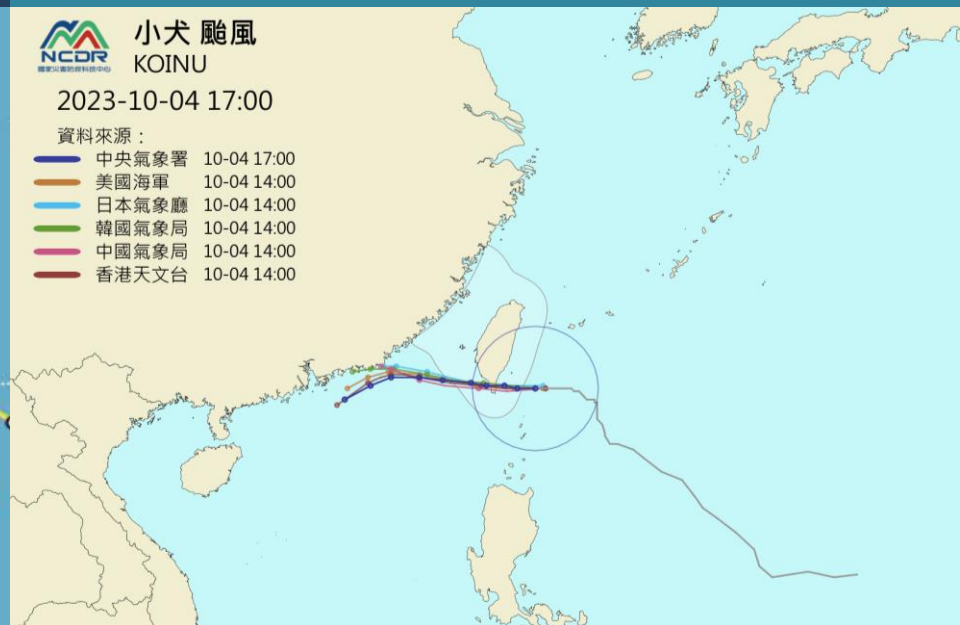 小犬 颱風
KOINU
NCDR
國家災害防救科技中心
2023-10-04 17:00
資料來源：
中央氣象署 10-04 17:00
美國海軍 10-04 14:00
日本氣象廳 10-04 14:00
韓國氣象局 10-04 14:00
中國氣象局 10-04 14:00
香港天文台 10-04 14:00